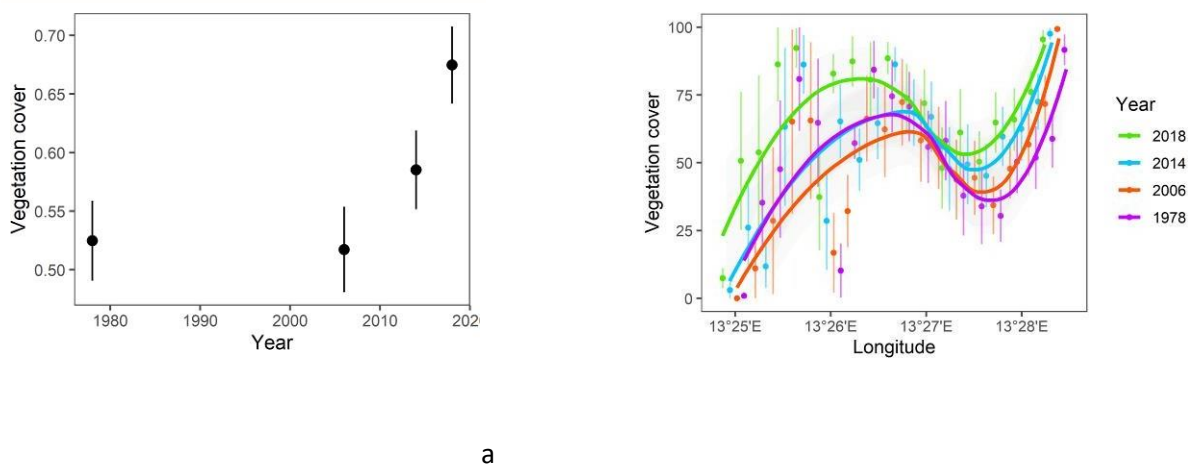 Vegetation cover
0.70
0.65
0.60
0.55
0.50
1980
1990
2000
2010
202
Year
Vegetation cover
100
75
50
25
0
13°25'E
13°26'E
13°27'E
13°28'E
Longitude
Year
2018
2014
2006
1978
a